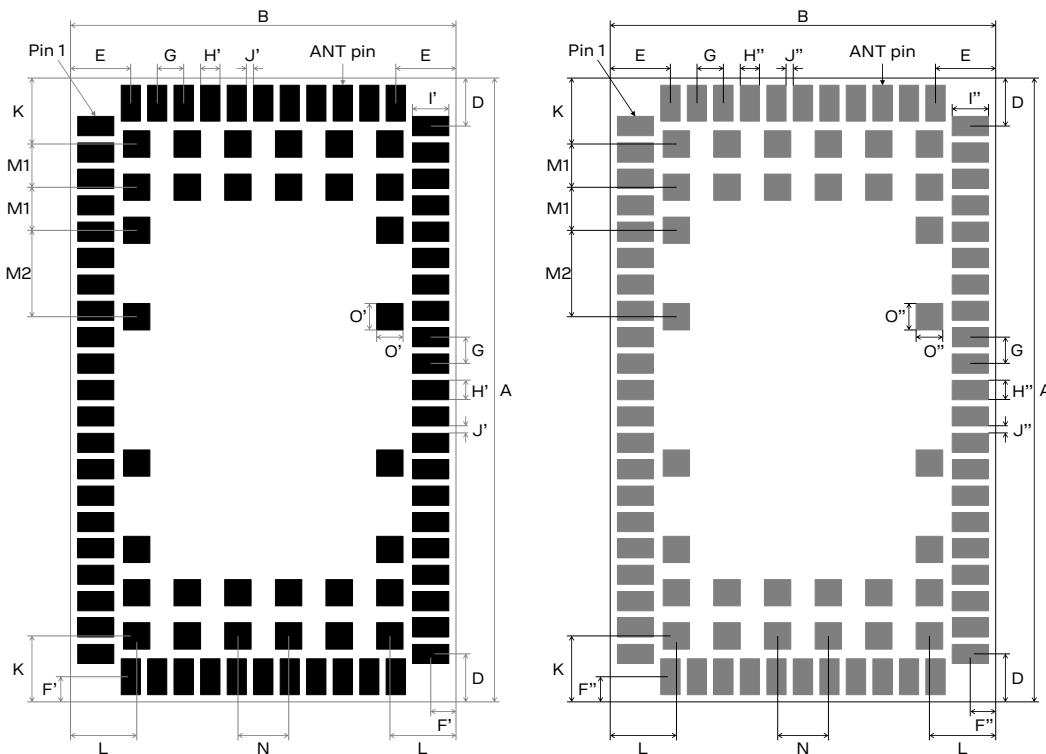 B
Pin 1
E
G
H'
J'
ANT pin
E
K
I'
D
M1
M1
M2
O'
O'
G
H'
A
J'
K
F'
D
F'
L
N
L
B
Pin 1
E
G
H"
J"
ANT pin
E
K
I"
D
M1
M1
M2
O"
O"
G
H"
A
J"
K
F"
D
F"
L
N
L